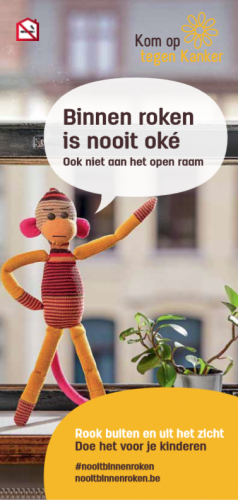 Kom op
tegen Kanker
Binnen roken
is nooit oké
Ook niet aan het open raam
Rook buiten en uit het zicht
Doe het voor je kinderen
#nooitbinnenroken
nooitbinnenroken.be